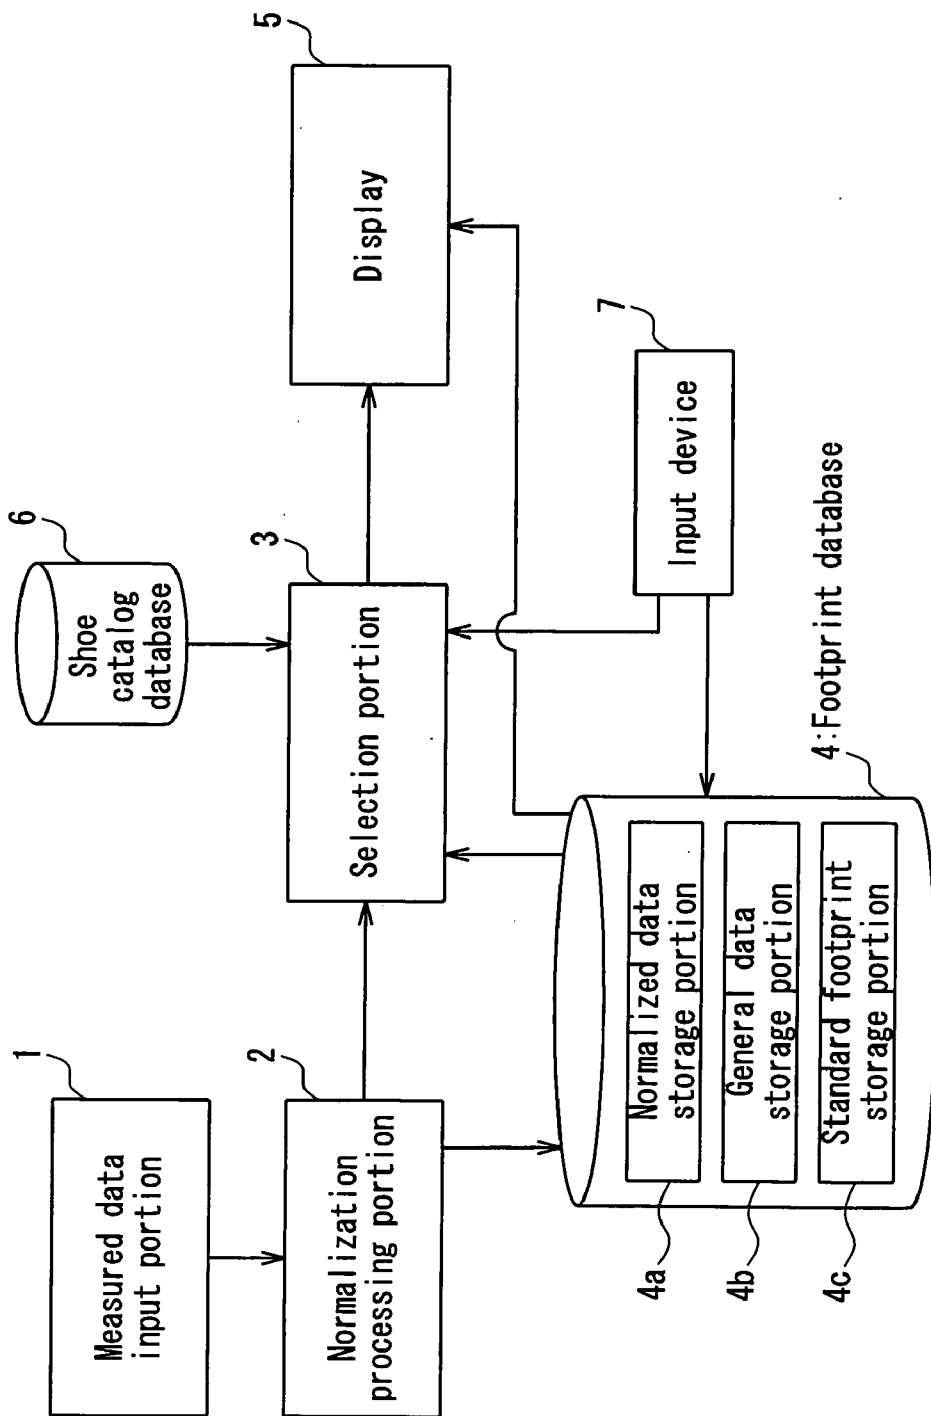 1
Measured data
input portion
2
Normalization
processing portion
6
Shoe
catalog
database
3
Selection portion
5
Display
7
Input device
4:Footprint database
4a
Normalized data
storage portion
4b
General data
storage portion
4c
Standard footprint
storage portion